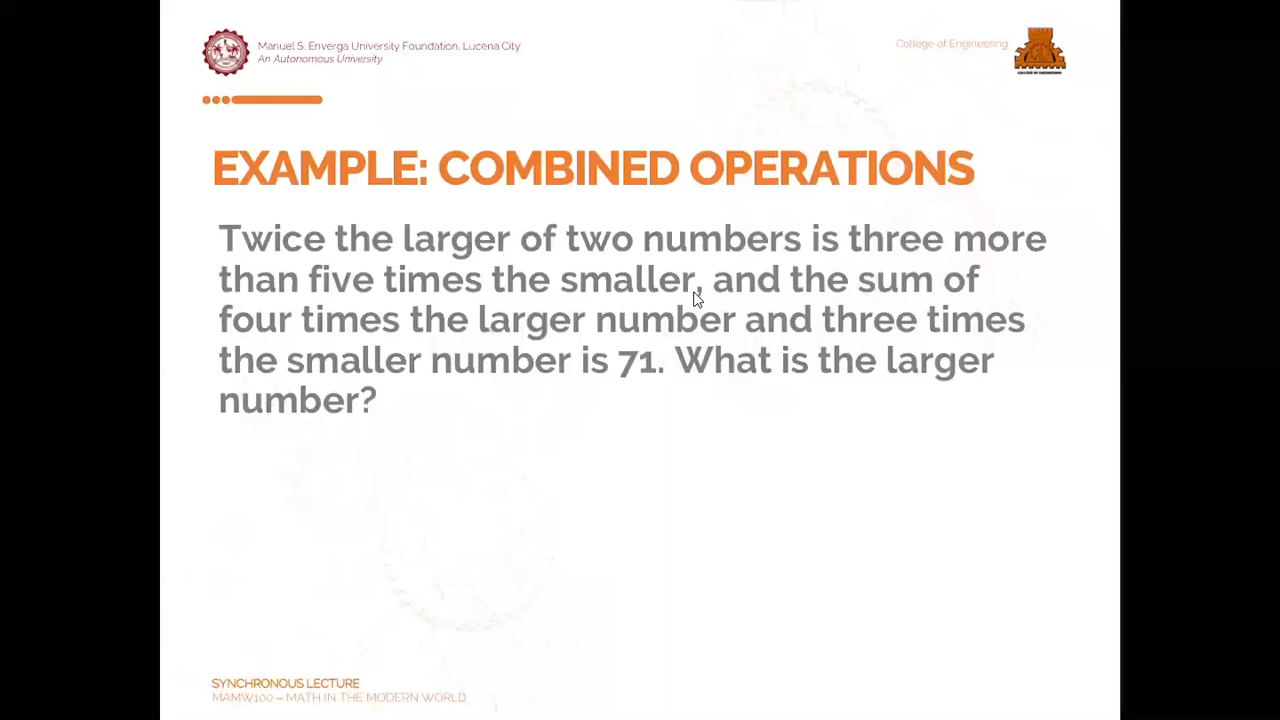 Manuel S. Enverga University Foundation, Lucena City
An Autonomous University
College of Engineering
COLLEGE OF ENGINEERING
EXAMPLE: COMBINED OPERATIONS
Twice the larger of two numbers is three more
than five times the smaller, and the sum of
four times the larger number and three times
the smaller number is 71. What is the larger
number?
SYNCHRONOUS LECTURE
MAMW100 – MATH IN THE MODERN WORLD